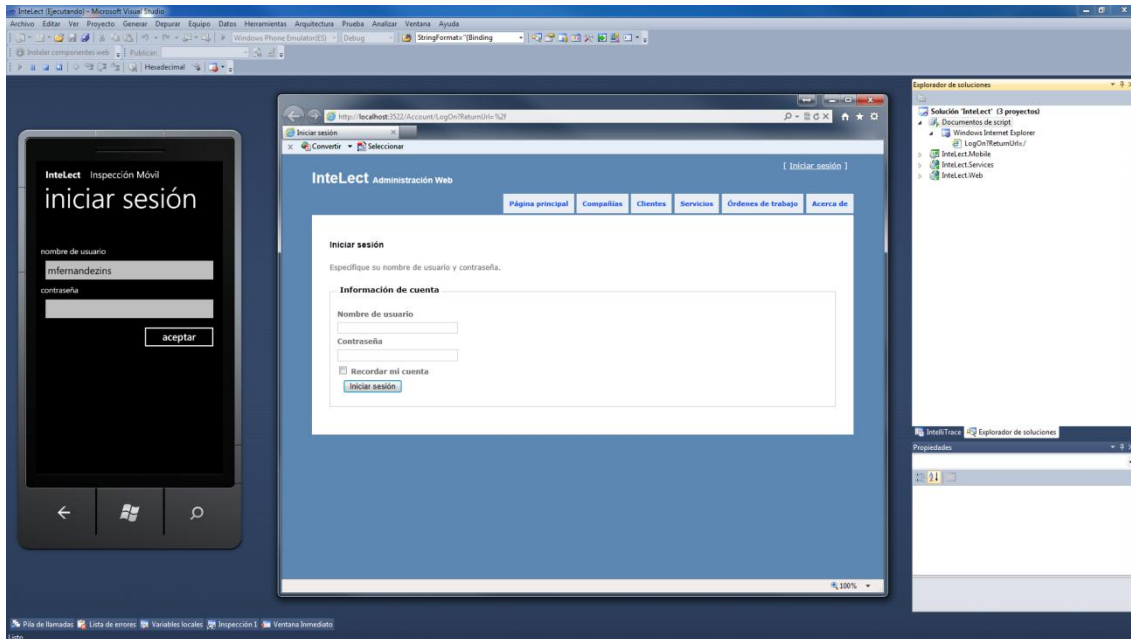 InteLect (Ejecutando) - Microsoft Visual Studio
Archivo Editar Ver Proyecto Generar Depurar Equipo Datos Herramientas Arquitectura Prueba Analizar Ventana Ayuda
Windows Phone Emulator(ES) Debug StringFormat=''{Binding
Instalar componentes web Publicar:
Hexadecimal
InteLect Inspección Móvil
iniciar sesión
nombre de usuario
mfernandezins
contraseña
aceptar
http://localhost:3522/Account/LogOn?ReturnUrl=%2f
Iniciar sesión
x Convertir Seleccionar
[ Iniciar sesión ]
InteLect Administración Web
Página principal Compañías Clientes Servicios Órdenes de trabajo Acerca de
Iniciar sesión
Especifique su nombre de usuario y contraseña.
Información de cuenta
Nombre de usuario
Contraseña
Recordar mi cuenta
Iniciar sesión
100%
Explorador de soluciones
Solución 'InteLect' (3 proyectos)
Documentos de script
Windows Internet Explorer
LogOn?ReturnUrl=/
InteLect.Mobile
InteLect.Services
InteLect.Web
IntelliTrace Explorador de soluciones
Propiedades
Pila de llamadas Lista de errores Variables locales Inspección 1 Ventana Inmediato
Listo